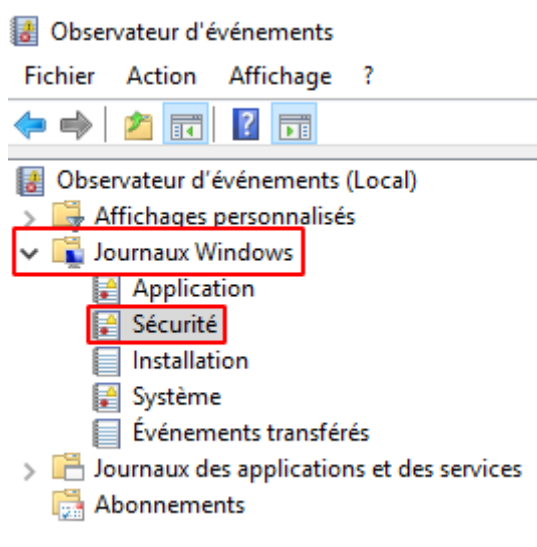 Observateur d'événements
Fichier Action Affichage ?
Observateur d'événements (Local)
Affichages personnalisés
Journaux Windows
Application
Sécurité
Installation
Système
Événements transférés
Journaux des applications et des services
Abonnements